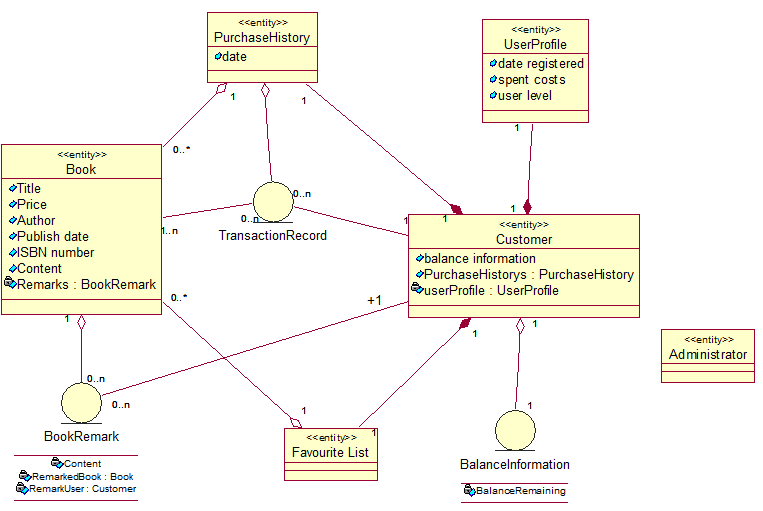 <<entity>>
PurchaseHistory
date
<<entity>>
UserProfile
date registered
spent costs
user level
1
1
1
0..*
<<entity>>
Book
Title
Price
Author
Publish date
ISBN number
Content
Remarks : BookRemark
0..n
0..n
1..n
TransactionRecord
1
1
1
<<entity>>
Customer
balance information
PurchaseHistorys : PurchaseHistory
userProfile : UserProfile
0..*
+1
1
1
1
<<entity>>
Administrator
0..n
0..n
BookRemark
Content
RemarkedBook : Book
RemarkUser : Customer
1
1
<<entity>>
Favourite List
1
BalanceInformation
BalanceRemaining